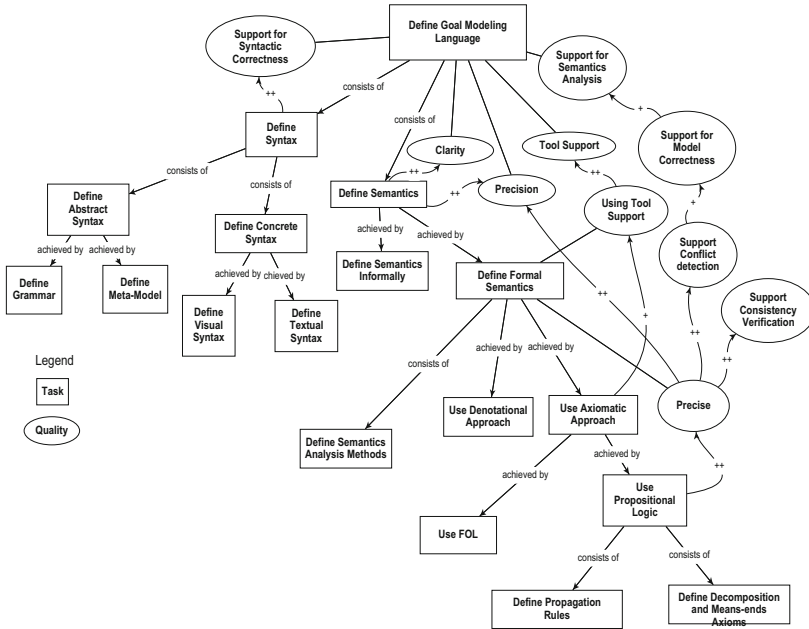 Define Goal Modeling
Language
Support for
Syntactic
Correctness
Support for
Semantics
Analysis
consists of
++
consists of
+
Define
Syntax
Clarity
Tool Support
Support for
Model
Correctness
consists of
consists of
++
++
Define Semantics
++
Precision
Using Tool
Support
+
Define
Abstract
Syntax
Define Concrete
Syntax
achieved by
achieved by
achieved by
achieved by
Support
Conflict
detection
Define Semantics
Informally
Define Formal
Semantics
Define
Grammar
Define
Meta-Model
achieved by
chieved by
++
Support
Consistency
Verification
Define
Visual
Syntax
Define
Textual
Syntax
+
++
consists of
achieved by
achieved by
++
Legend
Task
Quality
Use Denotational
Approach
Use Axiomatic
Approach
Precise
Define Semantics
Analysis Methods
achieved by
achieved by
++
Use
Propositional
Logic
Use FOL
consists of
consists of
Define Propagation
Rules
Define Decomposition
and Means-ends
Axioms